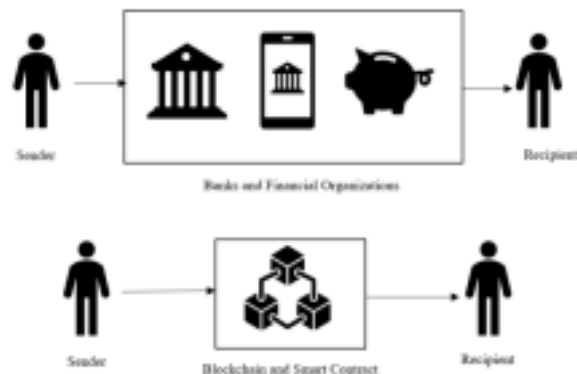 Sender
Recipient
Banks and Financial Organizations
Sender
Recipient
Blockchain and Smart Contract